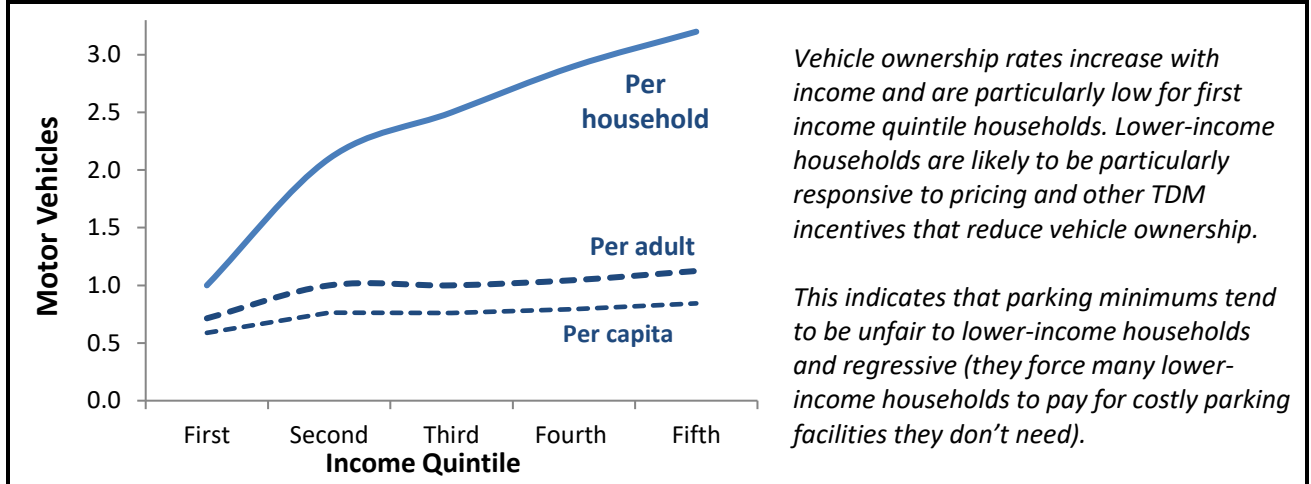 3.0
2.5
2.0
1.5
1.0
0.5
0.0
Motor Vehicles
Per
household
Per adult
Per capita
First Second Third Fourth Fifth
Income Quintile
Vehicle ownership rates increase with
income and are particularly low for first
income quintile households. Lower-income
households are likely to be particularly
responsive to pricing and other TDM
incentives that reduce vehicle ownership.
This indicates that parking minimums tend
to be unfair to lower-income households
and regressive (they force many lower-
income households to pay for costly parking
facilities they don’t need).